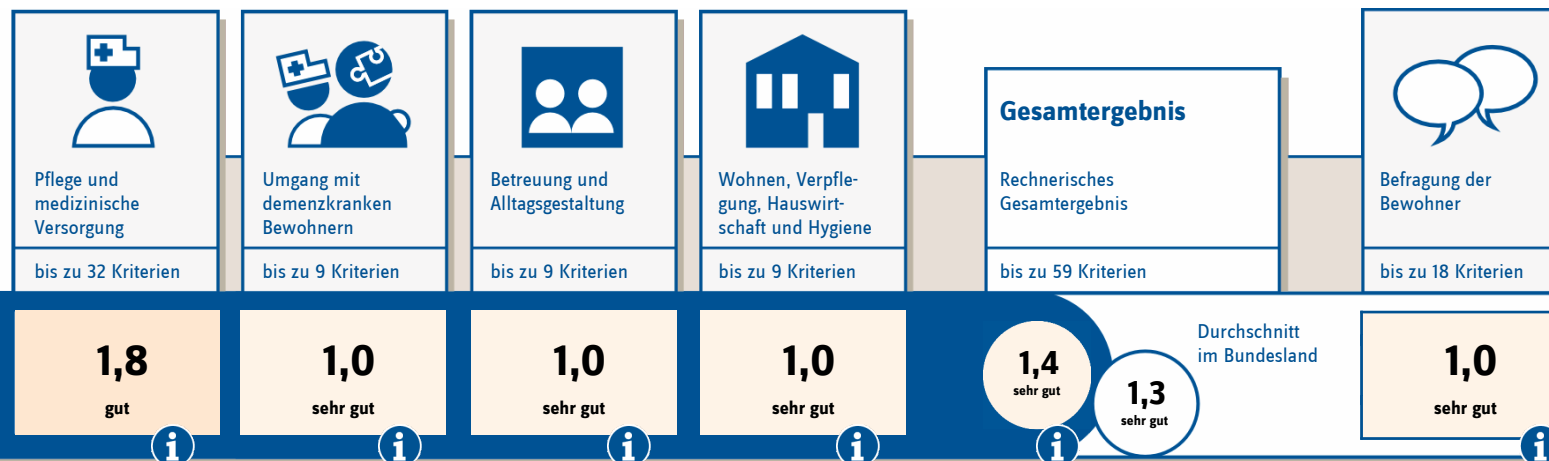 Pflege und
medizinische
Versorgung
bis zu 32 Kriterien
1,8
gut
i
Umgang mit
demenzkranken
Bewohnern
bis zu 9 Kriterien
1,0
sehr gut
i
Betreuung und
Alltagsgestaltung
bis zu 9 Kriterien
1,0
sehr gut
i
Wohnen, Verpfle-
gung, Hauswirt-
schaft und Hygiene
bis zu 9 Kriterien
1,0
sehr gut
i
Gesamtergebnis
Rechnerisches
Gesamtergebnis
bis zu 59 Kriterien
1,4
sehr gut
i
1,3
sehr gut
Durchschnitt
im Bundesland
Befragung der
Bewohner
bis zu 18 Kriterien
1,0
sehr gut
i